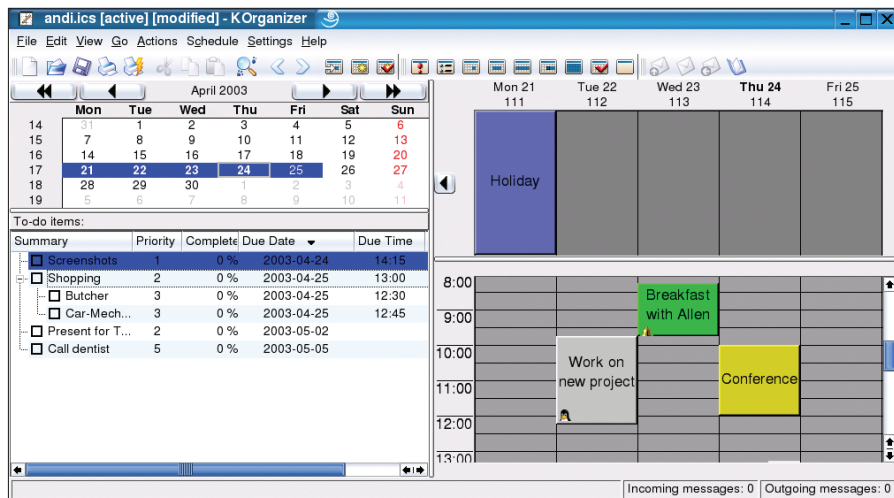 andi.ics [active] [modified] - KOrganizer
File Edit View Go Actions Schedule Settings Help
April 2003
Mon Tue Wed Thu Fri Sat Sun
14 31 1 2 3 4 5 6
15 7 8 9 10 11 12 13
16 14 15 16 17 18 19 20
17 21 22 23 24 25 26 27
18 28 29 30 1 2 3 4
19 5 6 7 8 9 10 11
To-do items:
Summary Priority Complete Due Date Due Time
Screenshots 1 0 % 2003-04-24 14:15
Shopping 2 0 % 2003-04-25 13:00
Butcher 3 0 % 2003-04-25 12:30
Car-Mech... 3 0 % 2003-04-25 12:45
Present for T... 2 0 % 2003-05-02
Call dentist 5 0 % 2003-05-05
Mon 21 Tue 22 Wed 23 Thu 24 Fri 25
111 112 113 114 115
Holiday
8:00
9:00
10:00
11:00
12:00
13:00
Breakfast
with Allen
Work on
new project
Conference
Incoming messages: 0 Outgoing messages: 0